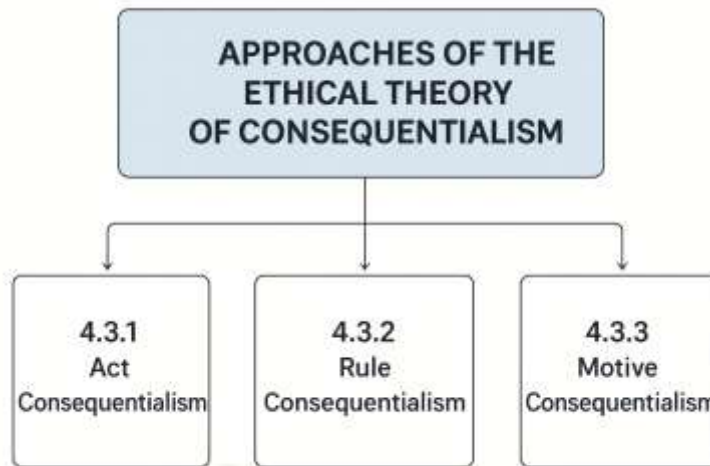 APPROACHES OF THE
ETHICAL THEORY
OF CONSEQUENTIALISM
4.3.1
Act
Consequentialism
4.3.2
Rule
Consequentialism
4.3.3
Motive
Consequentialism